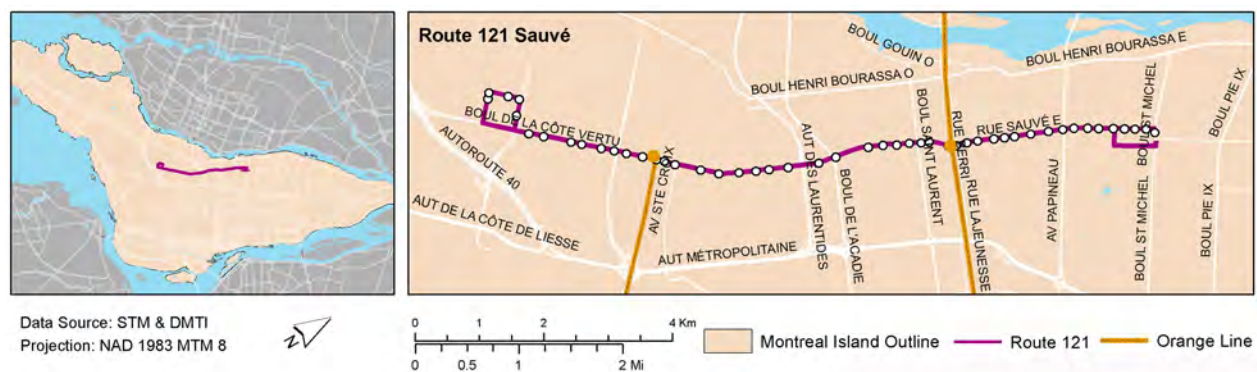 Route 121 Sauvé
BOUL GOUIN O
BOUL HENRI BOURASSA E
BOUL HENRI BOURASSA O
BOUL DE LA CÔTE VERTU
AUTOROUTE 40
AUT DE LA CÔTE DE LIESSE
AV STE CROIX
AUT MÉTROPOLITAINE
AUT DES LAURENTIDES
BOUL DE L'ACADIE
BOUL SAINT LAURENT
RUE BERRI
RUE LAJEUNESSE
RUE SAUVÉ E
AV PAPINEAU
BOUL ST MICHEL
BOUL ST MICHEL
BOUL PIE IX
BOUL PIE IX
Data Source: STM & DMTI
Projection: NAD 1983 MTM 8
N
0 1 2 4 Km
0 0.5 1 2 Mi
Montreal Island Outline
Route 121
Orange Line